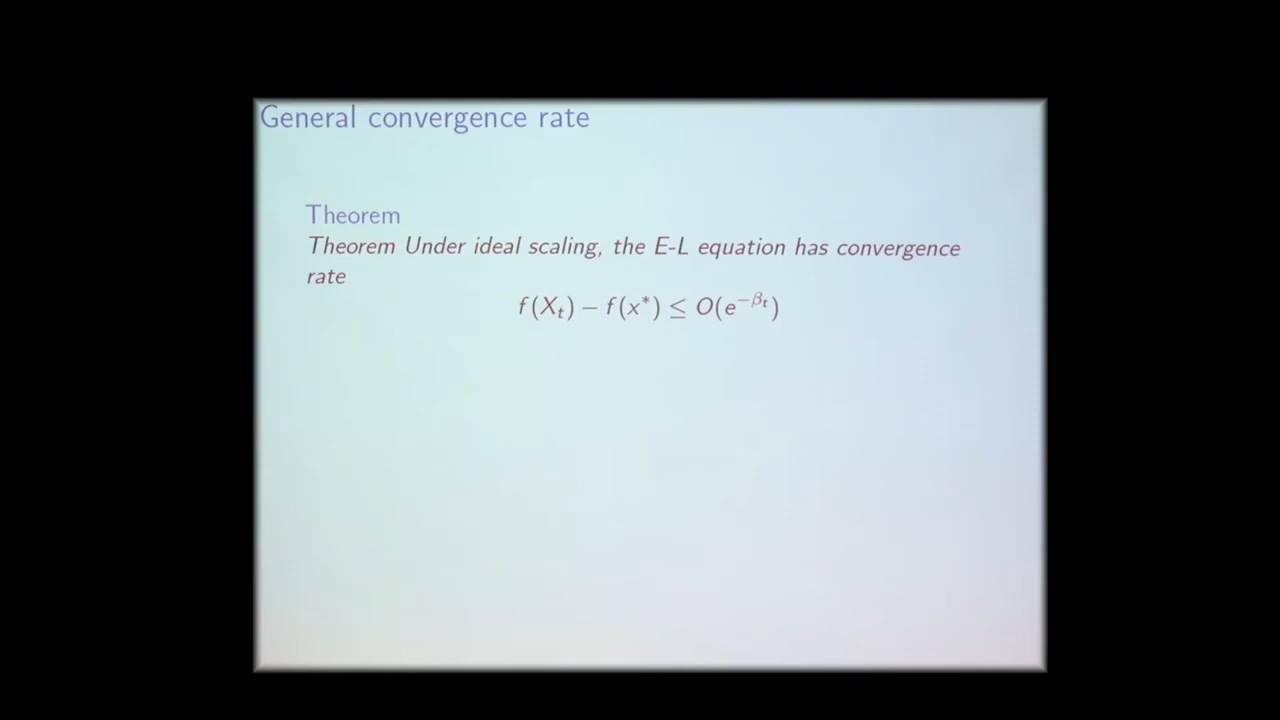 General convergence rate
Theorem
Theorem Under ideal scaling, the E-L equation has convergence
rate
f(X_t) − f(x*) ≤ O(e^{−β_t})